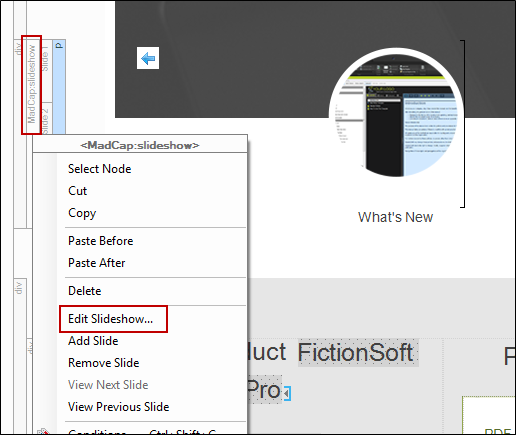 div
MadCap:slideshow
Slide 1
p
Slide 2
What's New
<MadCap:slideshow>
Select Node
Cut
Copy
Paste Before
Paste After
Delete
Edit Slideshow...
Add Slide
Remove Slide
View Next Slide
View Previous Slide
Conditions... Ctrl+Shift+C
div
div
duct FictionSoft
Pro
F
PDF